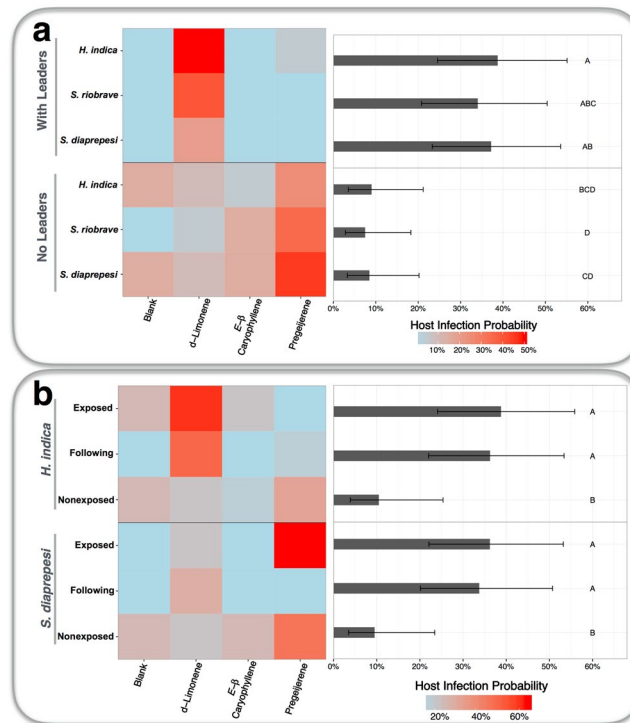 a
With Leaders
H. indica
S. riobrave
S. diaprepesi
No Leaders
H. indica
S. riobrave
S. diaprepesi
Blank
d–Limonene
E–β
Caryophyllene
Pregeijerene
A
ABC
AB
BCD
D
CD
0% 10% 20% 30% 40% 50% 60%
Host Infection Probability
10% 20% 30% 40% 50%
b
H. indica
Exposed
Following
Nonexposed
S. diaprepesi
Exposed
Following
Nonexposed
Blank
d–Limonene
E–β
Caryophyllene
Pregeijerene
A
A
B
A
A
B
0% 10% 20% 30% 40% 50% 60%
Host Infection Probability
20% 40% 60%